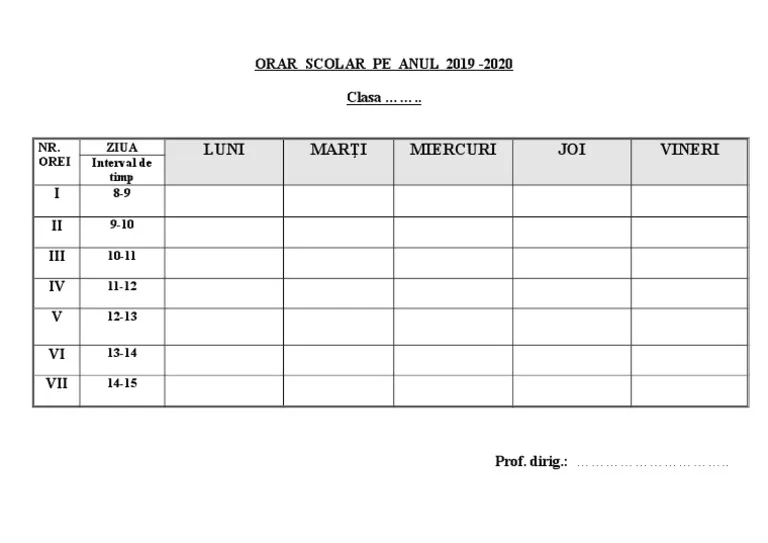 ORAR SCOLAR PE ANUL 2019 -2020
Clasa ……..
NR. OREI ZIUA LUNI MARȚI MIERCURI JOI VINERI
Interval de timp
I 8-9
II 9-10
III 10-11
IV 11-12
V 12-13
VI 13-14
VII 14-15
Prof. dirig.: …………………………..